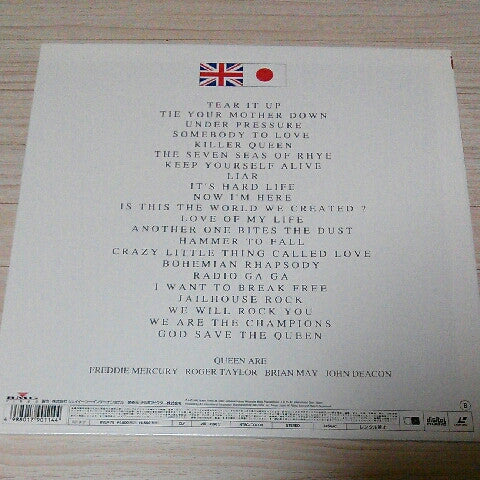 TEAR IT UP
TIE YOUR MOTHER DOWN
UNDER PRESSURE
SOMEBODY TO LOVE
KILLER QUEEN
THE SEVEN SEAS OF RHYE
KEEP YOURSELF ALIVE
LIAR
IT'S HARD LIFE
NOW I'M HERE
IS THIS THE WORLD WE CREATED ?
LOVE OF MY LIFE
ANOTHER ONE BITES THE DUST
HAMMER TO FALL
CRAZY LITTLE THING CALLED LOVE
BOHEMIAN RHAPSODY
RADIO GA GA
I WANT TO BREAK FREE
JAILHOUSE ROCK
WE WILL ROCK YOU
WE ARE THE CHAMPIONS
GOD SAVE THE QUEEN
QUEEN ARE
FREDDIE MERCURY ROGER TAYLOR BRIAN MAY JOHN DEACON
BMG
4988017901144
STEREO